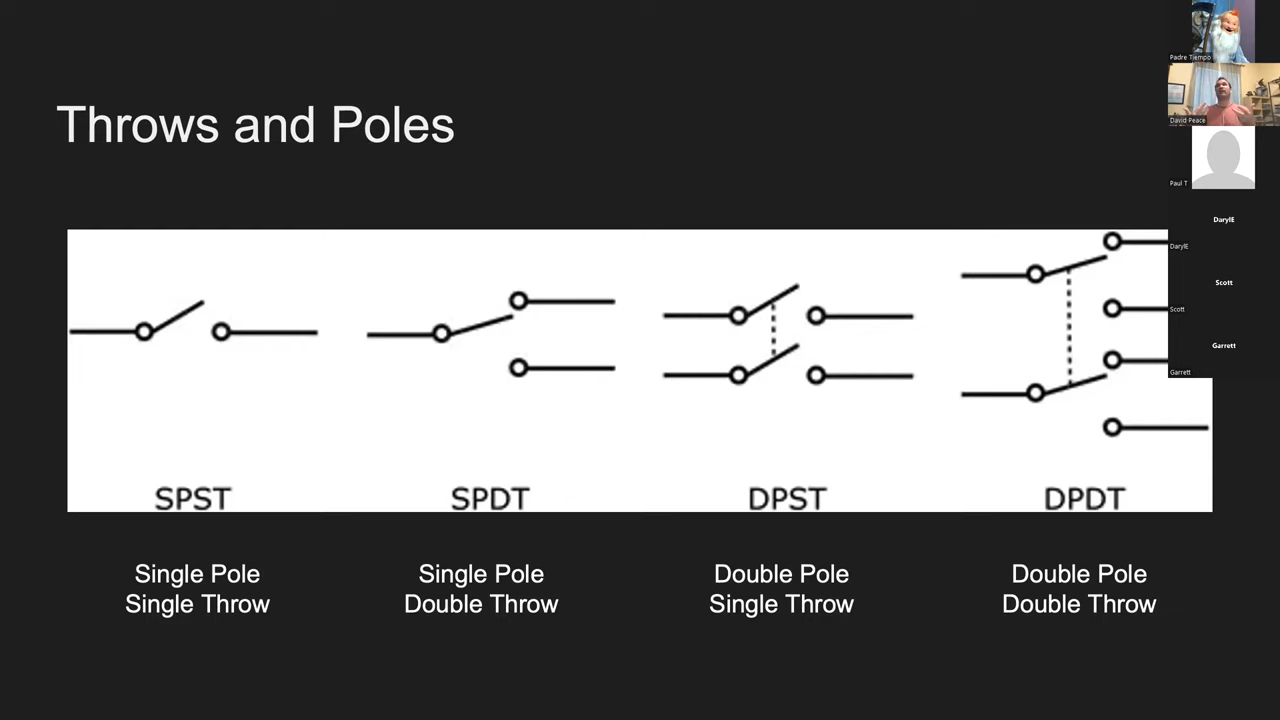 Throws and Poles
SPST
SPDT
DPST
DPDT
Single Pole
Single Throw
Single Pole
Double Throw
Double Pole
Single Throw
Double Pole
Double Throw
Padre Tiempo
David Peace
Paul T
DarylE
DarylE
Scott
Scott
Garrett
Garrett